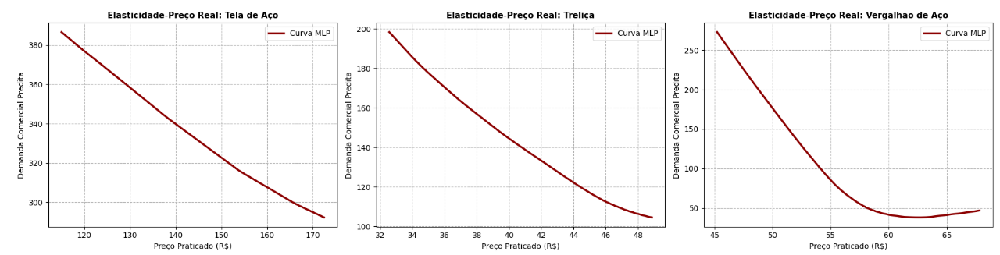 Elasticidade-Preço Real: Tela de Aço
Curva MLP
Demanda Comercial Predita
380
360
340
320
300
120 130 140 150 160 170
Preço Praticado (R$)
Elasticidade-Preço Real: Treliça
Curva MLP
Demanda Comercial Predita
200
180
160
140
120
100
32 34 36 38 40 42 44 46 48
Preço Praticado (R$)
Elasticidade-Preço Real: Vergalhão de Aço
Curva MLP
Demanda Comercial Predita
250
200
150
100
50
45 50 55 60 65
Preço Praticado (R$)